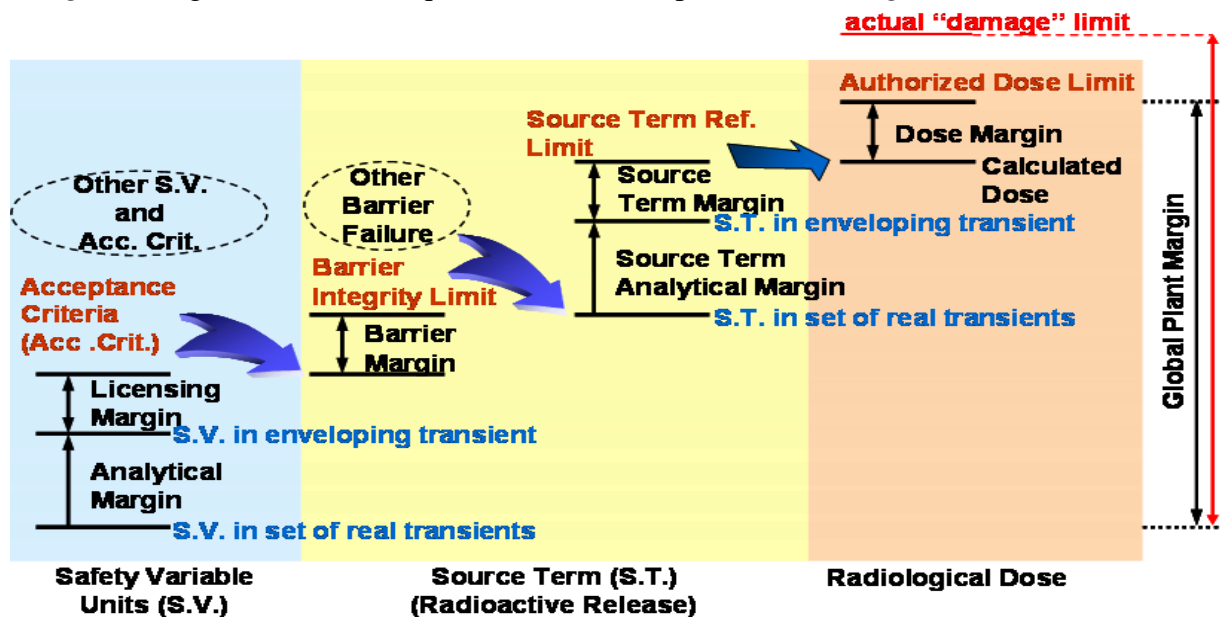 actual “damage” limit
Authorized Dose Limit
Dose Margin
Calculated
Dose
Source Term Ref.
Limit
Source
Term Margin
S.T. in enveloping transient
Source Term
Analytical Margin
S.T. in set of real transients
Other
Barrier
Failure
Barrier
Integrity Limit
Barrier
Margin
Other S.V.
and
Acc. Crit.
Acceptance
Criteria
(Acc .Crit.)
Licensing
Margin
S.V. in enveloping transient
Analytical
Margin
S.V. in set of real transients
Global Plant Margin
Safety Variable
Units (S.V.)
Source Term (S.T.)
(Radioactive Release)
Radiological Dose